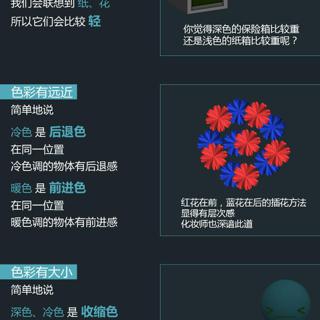 我们会联想到 纸、花
所以它们会比较 轻
你觉得深色的保险箱比较重
还是浅色的纸箱比较重呢？
色彩有远近
简单地说
冷色 是 后退色
在同一位置
冷色调的物体有后退感
暖色 是 前进色
在同一位置
暖色调的物体有前进感
红花在前，蓝花在后的插花方法
显得有层次感
化妆师也深谙此道
色彩有大小
简单地说
深色、冷色 是 收缩色